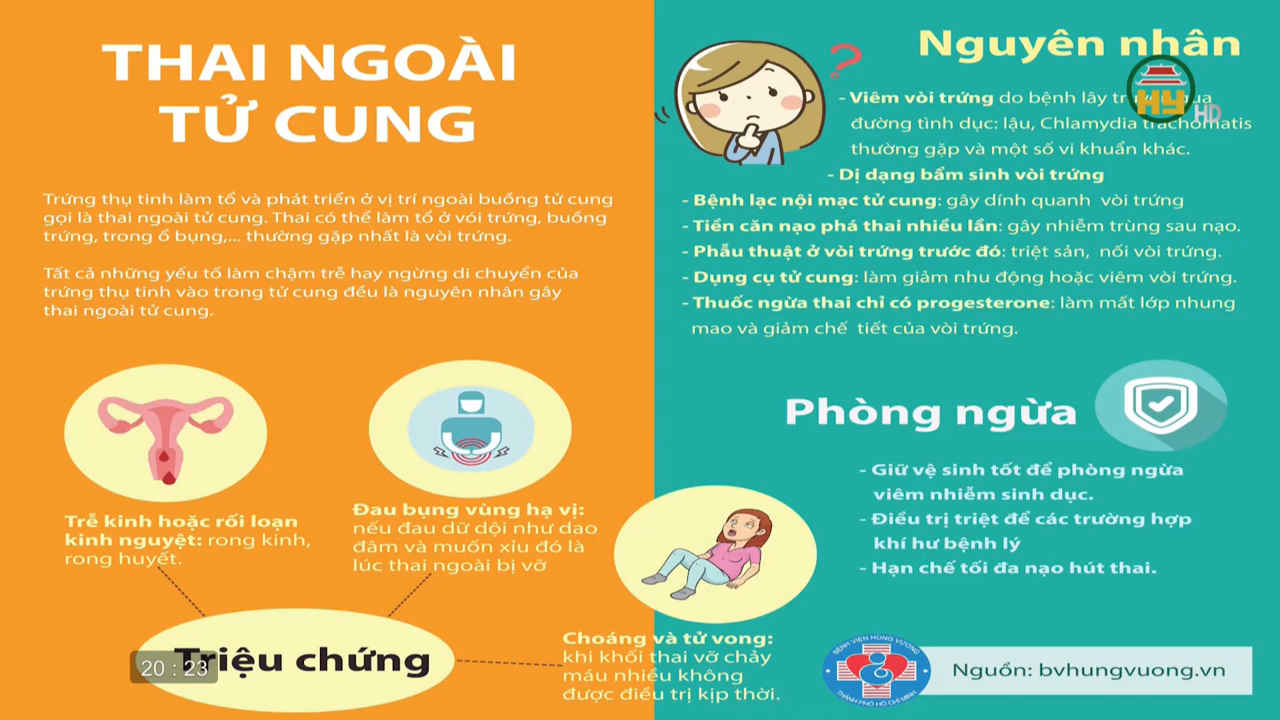 THAI NGOÀI
TỬ CUNG
Trứng thụ tinh làm tổ và phát triển ở vị trí ngoài buồng tử cung
gọi là thai ngoài tử cung. Thai có thể làm tổ ở vói trứng, buồng
trứng, trong ổ bụng,... thường gặp nhất là vòi trứng.
Tất cả những yếu tố làm chậm trễ hay ngừng di chuyển của
trứng thụ tinh vào trong tử cung đều là nguyên nhân gây
thai ngoài tử cung.
Trễ kinh hoặc rối loạn
kinh nguyệt: rong kinh,
rong huyết.
Đau bụng vùng hạ vị:
nếu đau dữ dội như dao
đâm và muốn xỉu đó là
lúc thai ngoài bị vỡ
Triệu chứng
20 : 23
Choáng và tử vong:
khi khối thai vỡ chảy
máu nhiều không
được điều trị kịp thời.
?
Nguyên nhân
HY HD
- Viêm vòi trứng do bệnh lây qua
đường tình dục: lậu, Chlamydia trachomatis
thường gặp và một số vi khuẩn khác.
- Dị dạng bẩm sinh vòi trứng
- Bệnh lạc nội mạc tử cung: gây dính quanh vòi trứng
- Tiền căn nạo phá thai nhiều lần: gây nhiễm trùng sau nạo.
- Phẫu thuật ở vòi trứng trước đó: triệt sản, nối vòi trứng.
- Dụng cụ tử cung: làm giảm nhu động hoặc viêm vòi trứng.
- Thuốc ngừa thai chỉ có progesterone: làm mất lớp nhung
mao và giảm chế tiết của vòi trứng.
Phòng ngừa
- Giữ vệ sinh tốt để phòng ngừa
viêm nhiễm sinh dục.
- Điều trị triệt để các trường hợp
khí hư bệnh lý
- Hạn chế tối đa nạo hút thai.
BỆNH VIỆN HÙNG VƯƠNG
THÀNH PHỐ HỒ CHÍ MINH
Nguồn: bvhungvuong.vn